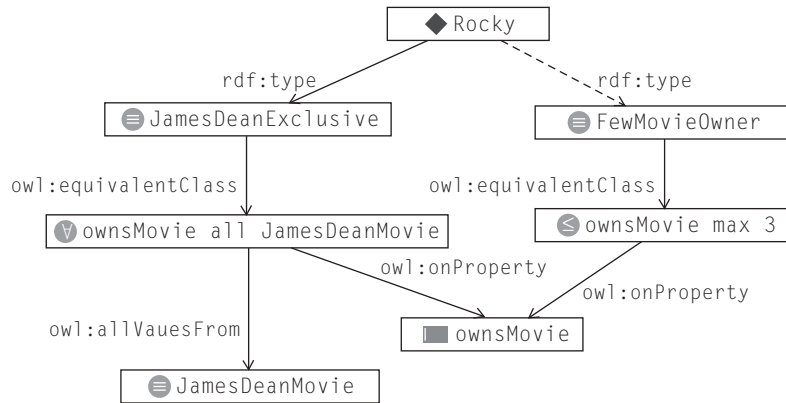 Rocky
rdf:type
rdf:type
JamesDeanExclusive
FewMovieOwner
owl:equivalentClass
owl:equivalentClass
∀ ownsMovie all JamesDeanMovie
≤ ownsMovie max 3
owl:onProperty
owl:onProperty
owl:allVauesFrom
ownsMovie
JamesDeanMovie